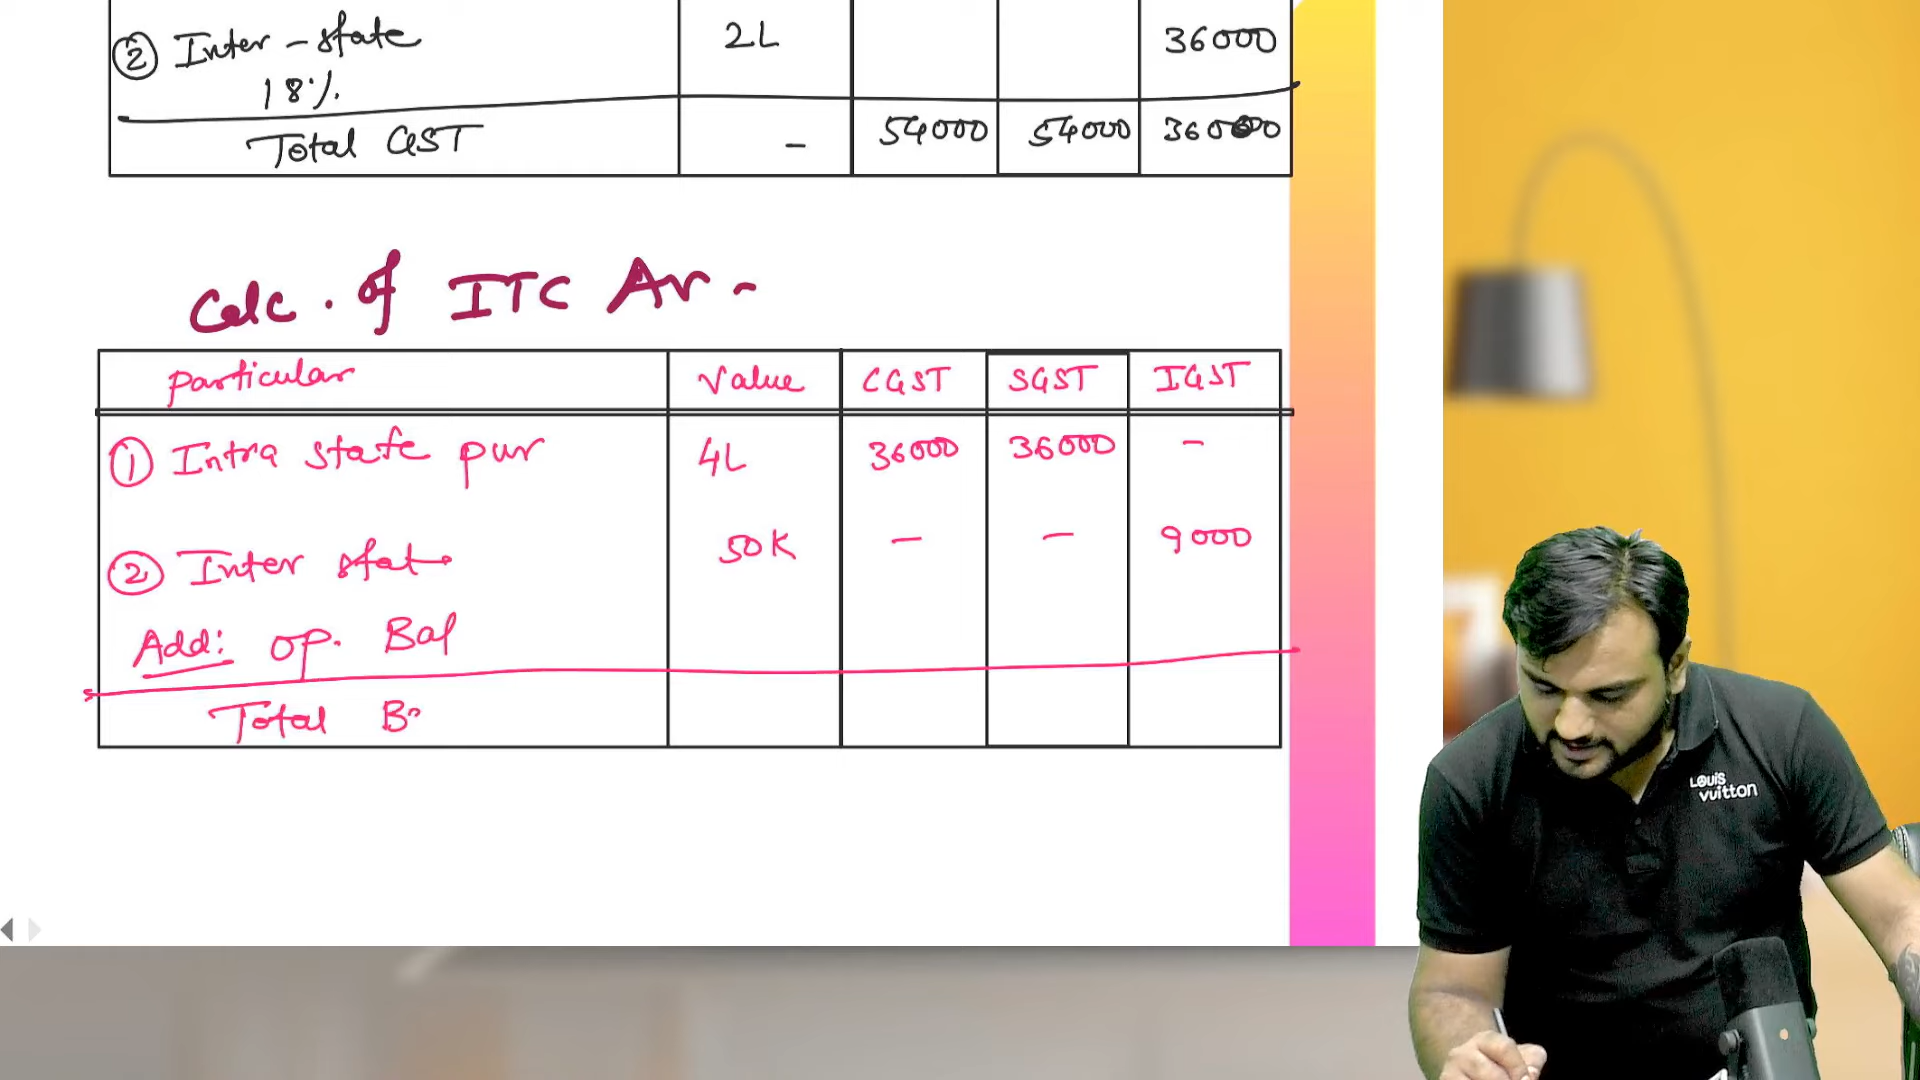 ② Inter-state 2L 36000
18%
Total GST - 54000 54000 36000
Calc. of ITC Av -
Particular Value CGST SGST IGST
① Intra state pur 4L 36000 36000 -
② Inter state 50K - - 9000
Add: op. Bal
Total B
Louis
Vuitton